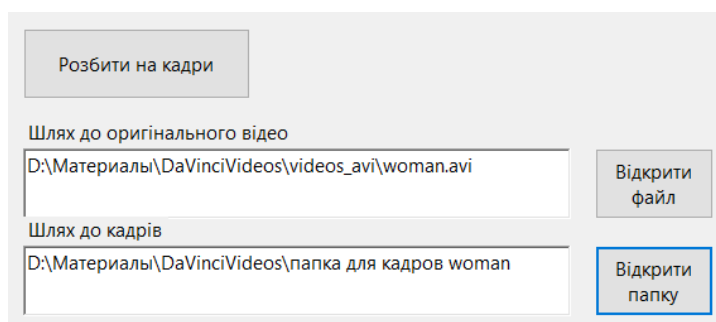 Розбити на кадри
Шлях до оригінального відео
D:\Материалы\DaVinciVideos\videos_avi\woman.avi
Відкрити
файл
Шлях до кадрів
D:\Материалы\DaVinciVideos\папка для кадров woman
Відкрити
папку